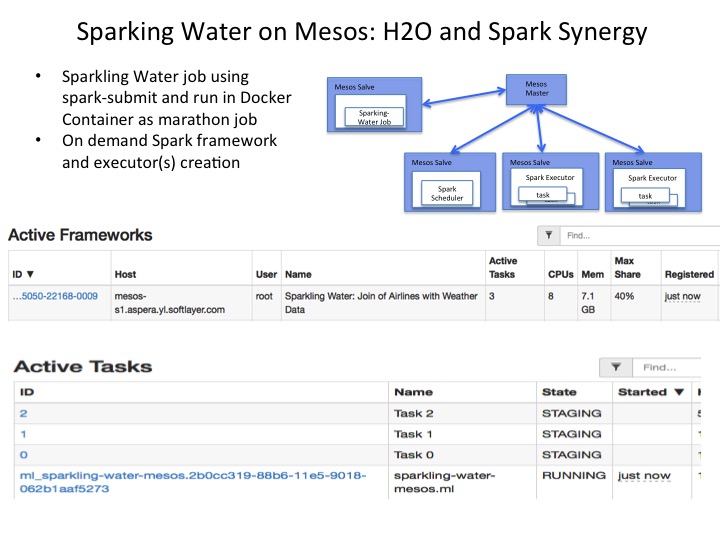 Sparking Water on Mesos: H2O and Spark Synergy
• Sparkling Water job using
spark-submit and run in Docker
Container as marathon job
• On demand Spark framework
and executor(s) creation
Mesos Salve
Sparking-
Water Job
Mesos
Master
Mesos Salve
Spark
Scheduler
Mesos Salve
Spark Executor
task
Mesos Salve
Spark Executor
task
Active Frameworks
Find...
ID ▼ Host User Name Active Tasks CPUs Mem Max Share Registered
...5050-22168-0009 mesos- root Sparkling Water: Join of Airlines with Weather 3 8 7.1 40% just now
s1.aspera.yl.softlayer.com Data GB
Active Tasks
Find...
ID Name State Started ▼
2 Task 2 STAGING
1 Task 1 STAGING
0 Task 0 STAGING
ml_sparking-water-mesos.2b0cc319-88b6-11e5-9018- sparkling-water- RUNNING just now
062b1aaf5273 mesos.ml